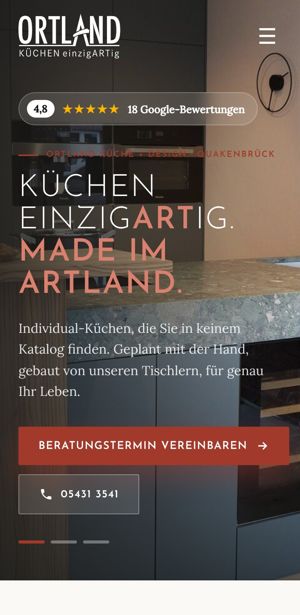 ORTLAND
KÜCHEN einzigARTig
4,8 ★★★★★ 18 Google-Bewertungen
ORTLAND KÜCHE + DESIGN · QUAKENBRÜCK
KÜCHEN
EINZIGARTIG.
MADE IM
ARTLAND.
Individual-Küchen, die Sie in keinem
Katalog finden. Geplant mit der Hand,
gebaut von unseren Tischlern, für genau
Ihr Leben.
BERATUNGSTERMIN VEREINBAREN →
05431 3541